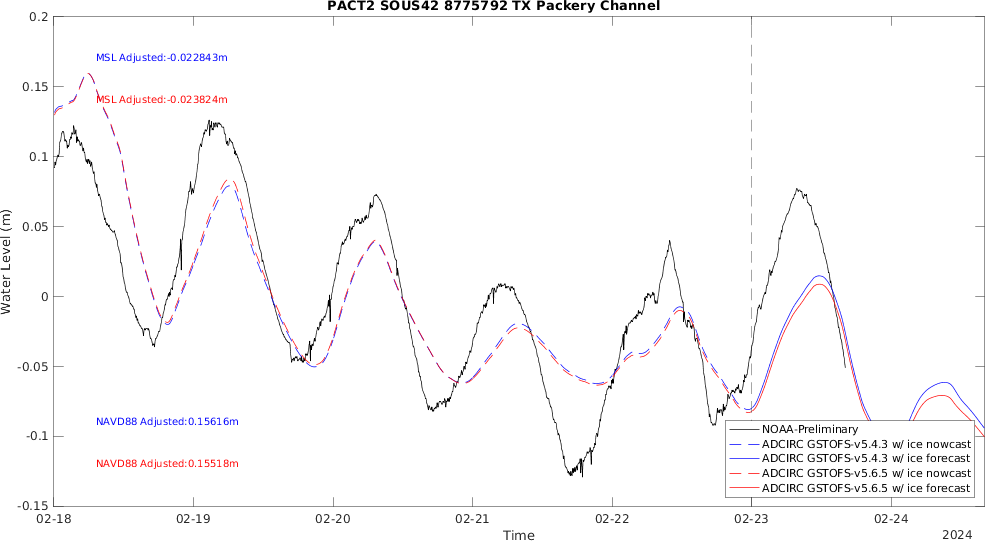 PACT2 SOUS42 8775792 TX Packery Channel
0.2
0.15
0.1
0.05
0
-0.05
-0.1
-0.15
Water Level (m)
MSL Adjusted:-0.022843m
MSL Adjusted:-0.023824m
NAVD88 Adjusted:0.15616m
NAVD88 Adjusted:0.15518m
NOAA-Preliminary
ADCIRC GSTOFS-v5.4.3 w/ ice nowcast
ADCIRC GSTOFS-v5.4.3 w/ ice forecast
ADCIRC GSTOFS-v5.6.5 w/ ice nowcast
ADCIRC GSTOFS-v5.6.5 w/ ice forecast
02-18 02-19 02-20 02-21 02-22 02-23 02-24
Time
2024